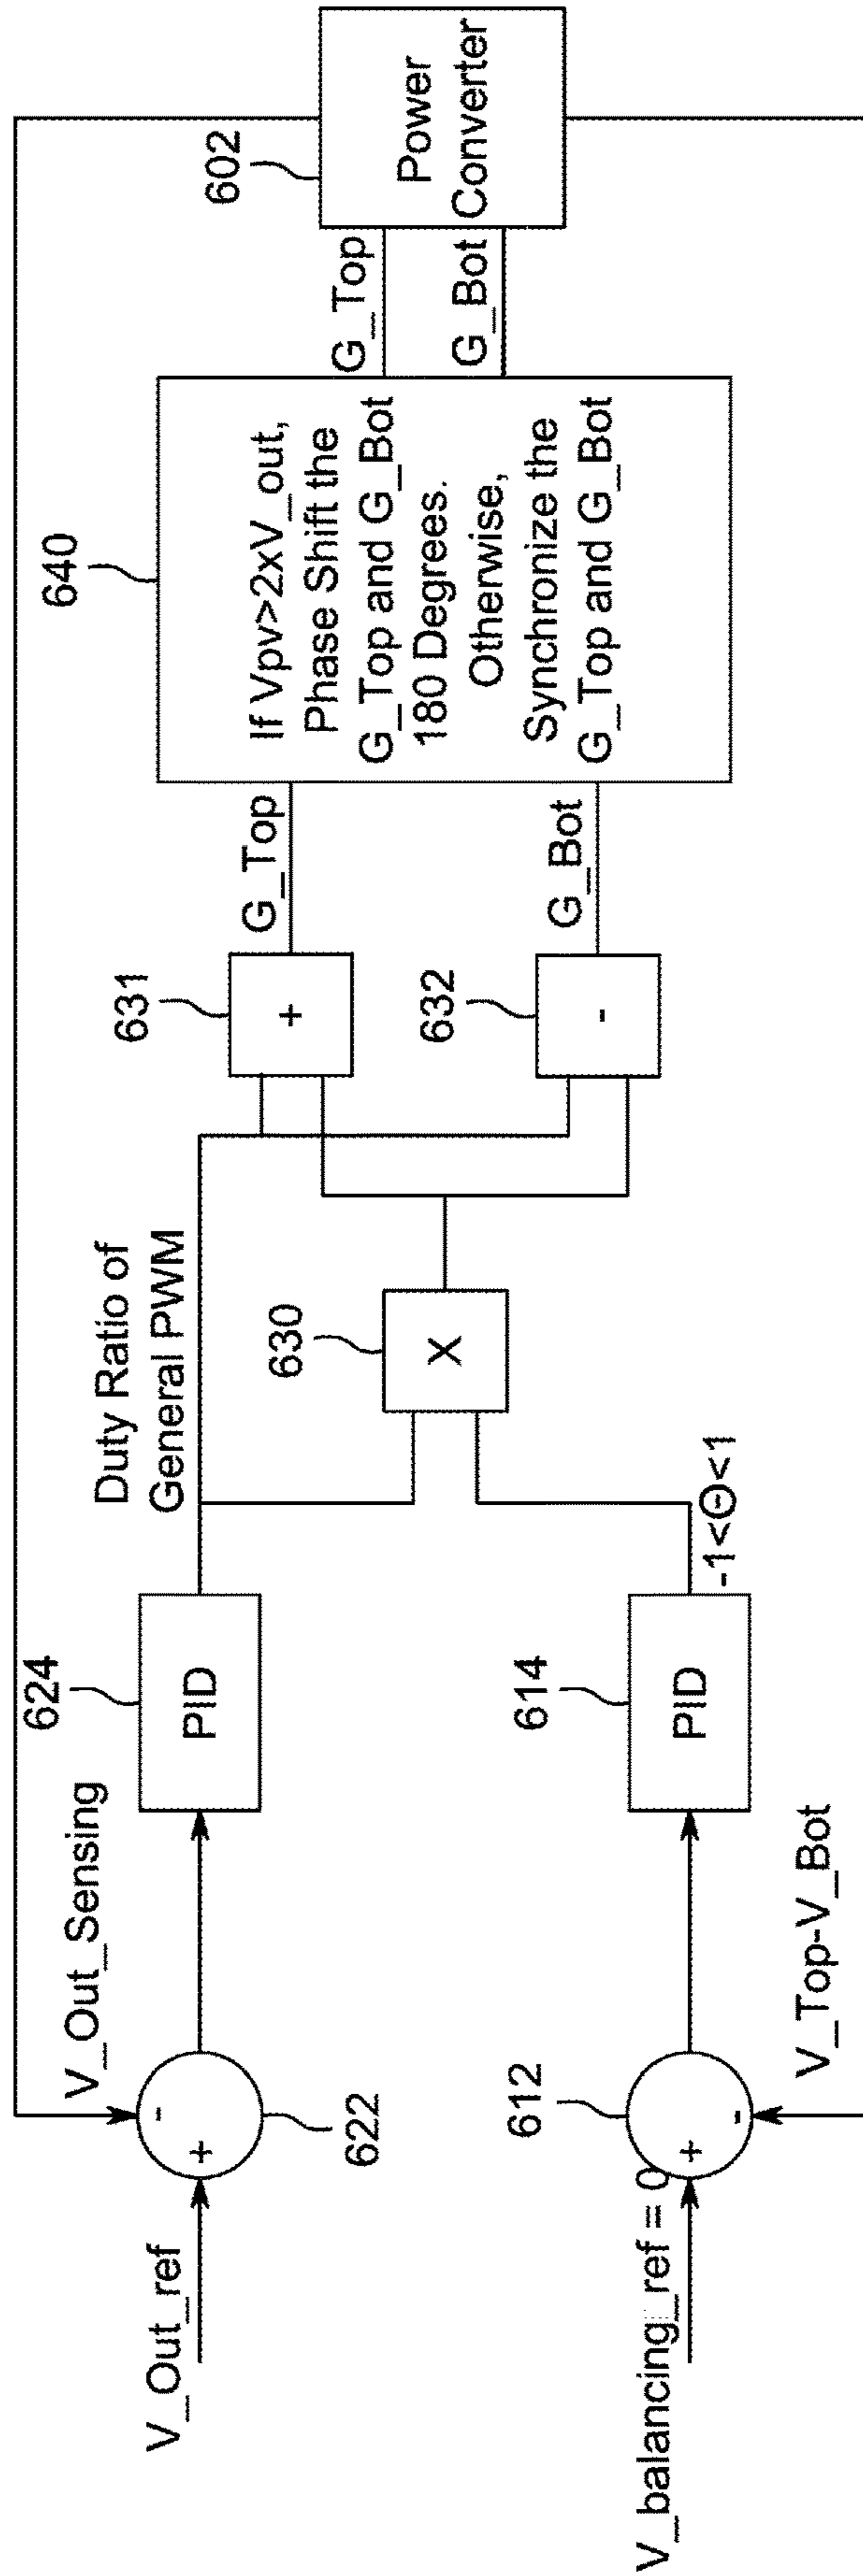 V_Out_ref
V_Out_Sensing
-
+
622
624
PID
Duty Ratio of
General PWM
V_balancing_ref = 0
612
+
-
V_Top-V_Bot
614
PID
-1<Θ<1
630
X
631
+
632
-
G_Top
G_Bot
640
If Vpv>2xV_out,
Phase Shift the
G_Top and G_Bot
180 Degrees.
Otherwise,
Synchronize the
G_Top and G_Bot
G_Top
G_Bot
602
Power
Converter